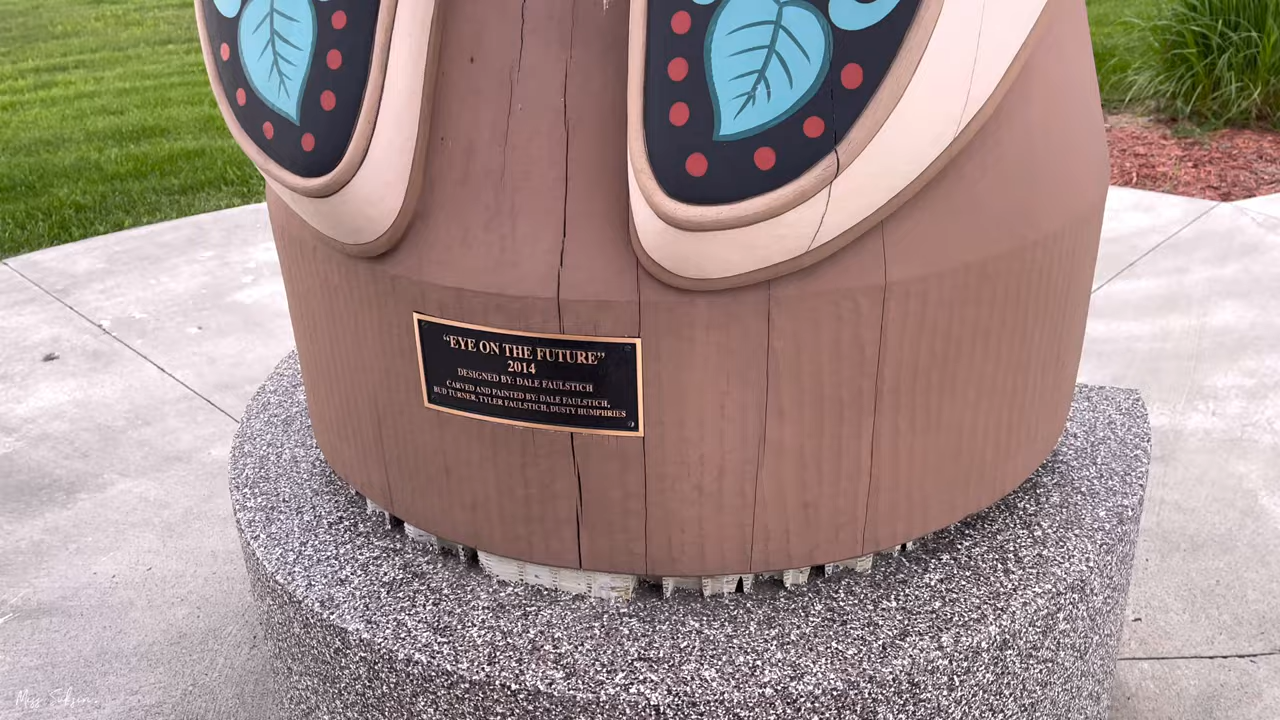 “EYE ON THE FUTURE”
2014
DESIGNED BY: DALE FAULSTICH
CARVED AND PAINTED BY: DALE FAULSTICH,
BUD TURNER, TYLER FAULSTICH, DUSTY HUMPHRIES
Miss